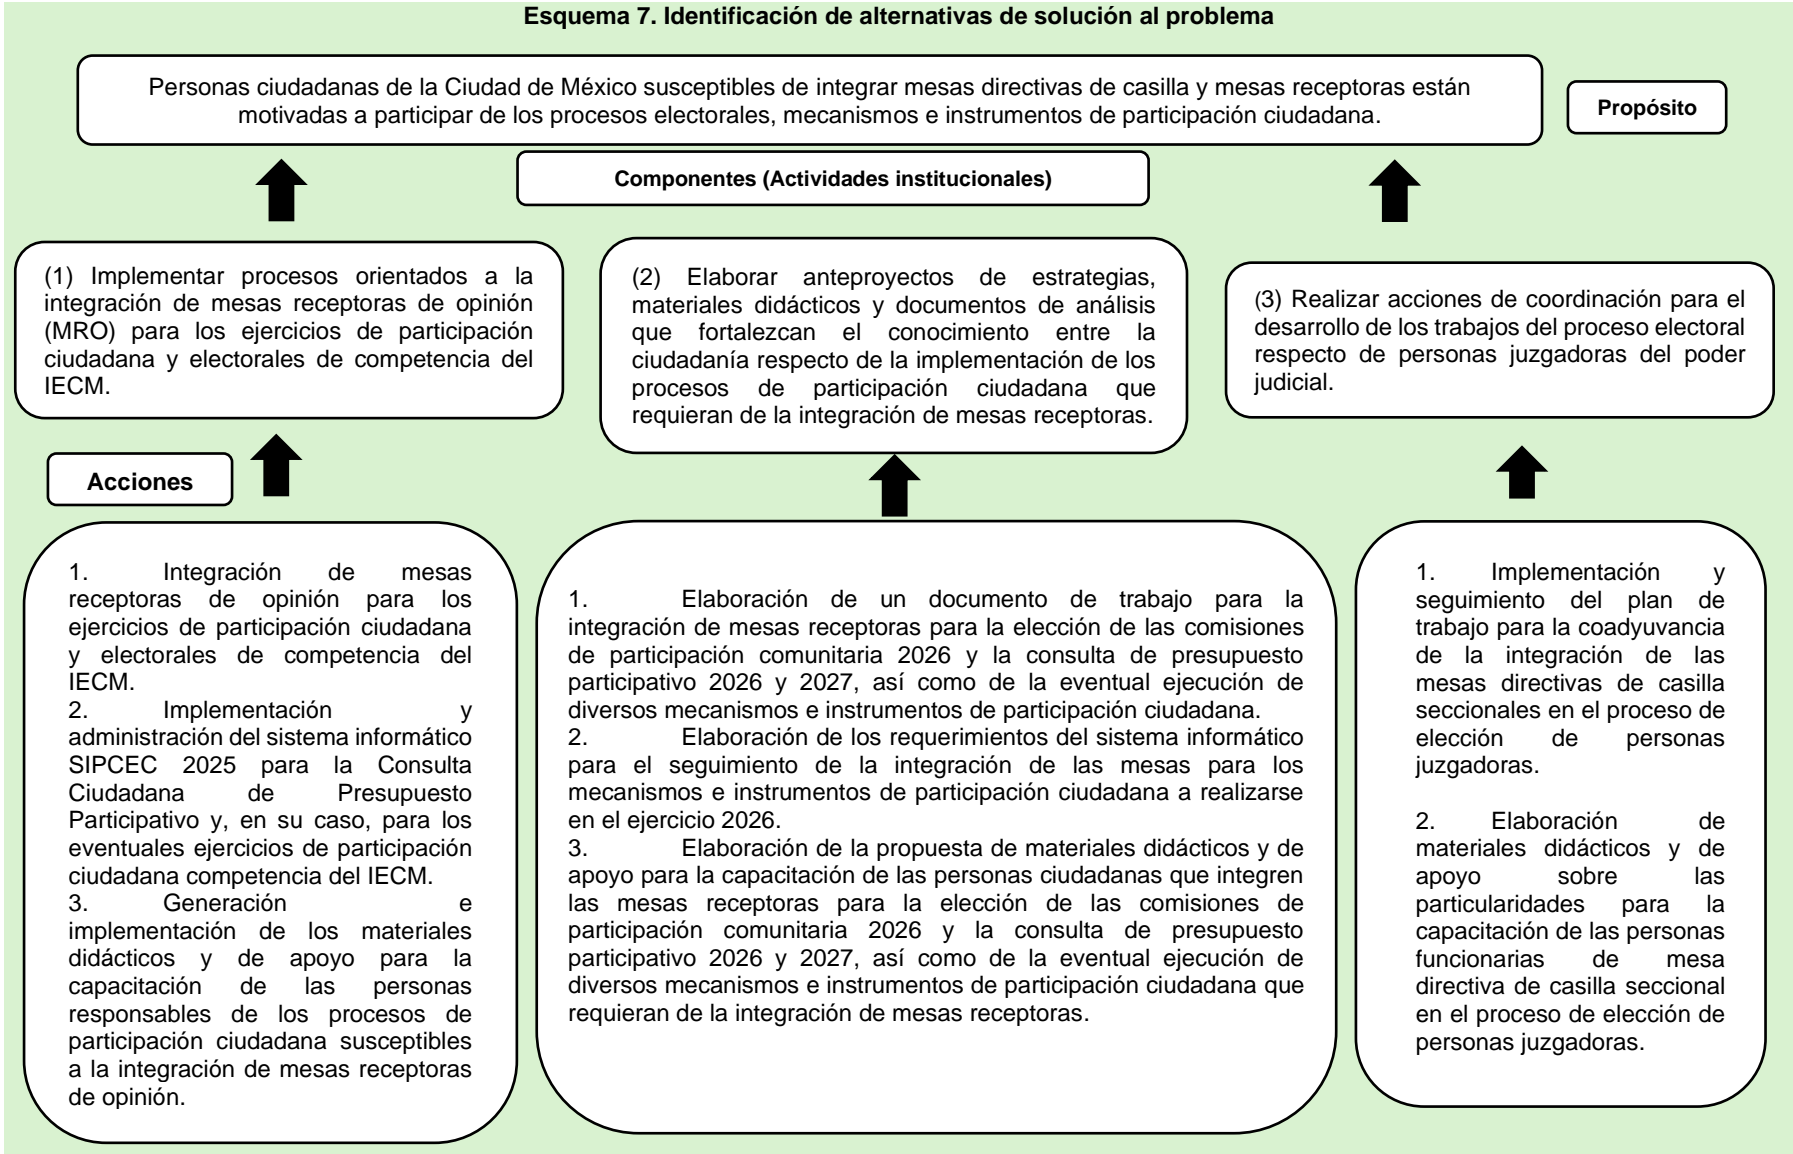 Esquema 7. Identificación de alternativas de solución al problema
Personas ciudadanas de la Ciudad de México susceptibles de integrar mesas directivas de casilla y mesas receptoras están
motivadas a participar de los procesos electorales, mecanismos e instrumentos de participación ciudadana.
Propósito
Componentes (Actividades institucionales)
(1) Implementar procesos orientados a la
integración de mesas receptoras de opinión
(MRO) para los ejercicios de participación
ciudadana y electorales de competencia del
IECM.
(2) Elaborar anteproyectos de estrategias,
materiales didácticos y documentos de análisis
que fortalezcan el conocimiento entre la
ciudadanía respecto de la implementación de los
procesos de participación ciudadana que
requieran de la integración de mesas receptoras.
(3) Realizar acciones de coordinación para el
desarrollo de los trabajos del proceso electoral
respecto de personas juzgadoras del poder
judicial.
Acciones
1. Integración de mesas
receptoras de opinión para los
ejercicios de participación ciudadana
y electorales de competencia del
IECM.
2. Implementación y
administración del sistema informático
SIPCEC 2025 para la Consulta
Ciudadana de Presupuesto
Participativo y, en su caso, para los
eventuales ejercicios de participación
ciudadana competencia del IECM.
3. Generación e
implementación de los materiales
didácticos y de apoyo para la
capacitación de las personas
responsables de los procesos de
participación ciudadana susceptibles
a la integración de mesas receptoras
de opinión.
1. Elaboración de un documento de trabajo para la
integración de mesas receptoras para la elección de las comisiones
de participación comunitaria 2026 y la consulta de presupuesto
participativo 2026 y 2027, así como de la eventual ejecución de
diversos mecanismos e instrumentos de participación ciudadana.
2. Elaboración de los requerimientos del sistema informático
para el seguimiento de la integración de las mesas para los
mecanismos e instrumentos de participación ciudadana a realizarse
en el ejercicio 2026.
3. Elaboración de la propuesta de materiales didácticos y de
apoyo para la capacitación de las personas ciudadanas que integren
las mesas receptoras para la elección de las comisiones de
participación comunitaria 2026 y la consulta de presupuesto
participativo 2026 y 2027, así como de la eventual ejecución de
diversos mecanismos e instrumentos de participación ciudadana que
requieran de la integración de mesas receptoras.
1. Implementación y
seguimiento del plan de
trabajo para la coadyuvancia
de la integración de las
mesas directivas de casilla
seccionales en el proceso de
elección de personas
juzgadoras.
2. Elaboración de
materiales didácticos y de
apoyo sobre las
particularidades para la
capacitación de las personas
funcionarias de mesa
directiva de casilla seccional
en el proceso de elección de
personas juzgadoras.